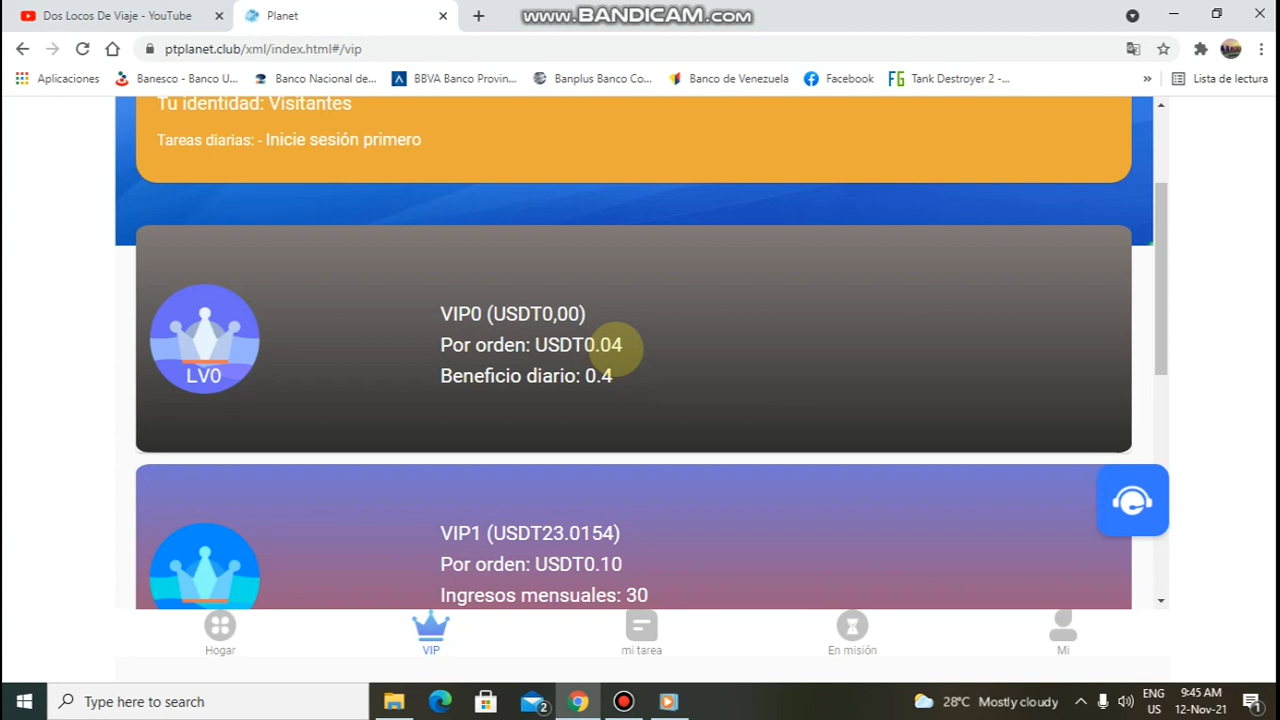 www.BANDICAM.com
Dos Locos De Viaje - YouTube
Planet
ptplanet.club/xml/index.html#/vip
Aplicaciones
Banesco - Banco U...
Banco Nacional de...
BBVA Banco Provin...
Banplus Banco Co...
Banco de Venezuela
Facebook
FG Tank Destroyer 2 -...
»
Lista de lectura
Tu identidad: Visitantes
Tareas diarias: - Inicie sesión primero
LV0
VIP0 (USDT0,00)
Por orden: USDT0.04
Beneficio diario: 0.4
VIP1 (USDT23.0154)
Por orden: USDT0.10
Ingresos mensuales: 30
Hogar
VIP
mi tarea
En misión
Mi
Type here to search
2
28°C Mostly cloudy
ENG
US
9:45 AM
12-Nov-21
1